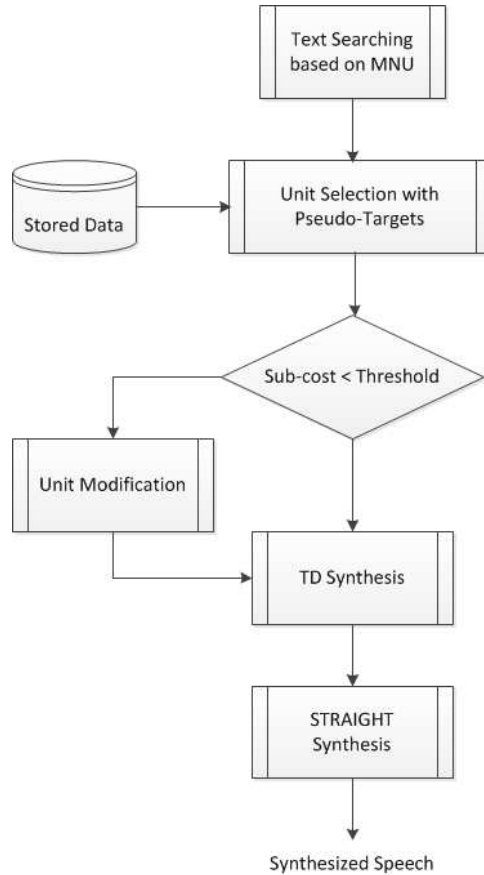 Text Searching
based on MNU
Unit Selection with
Pseudo-Targets
Stored Data
Sub-cost < Threshold
Unit Modification
TD Synthesis
STRAIGHT
Synthesis
Synthesized Speech